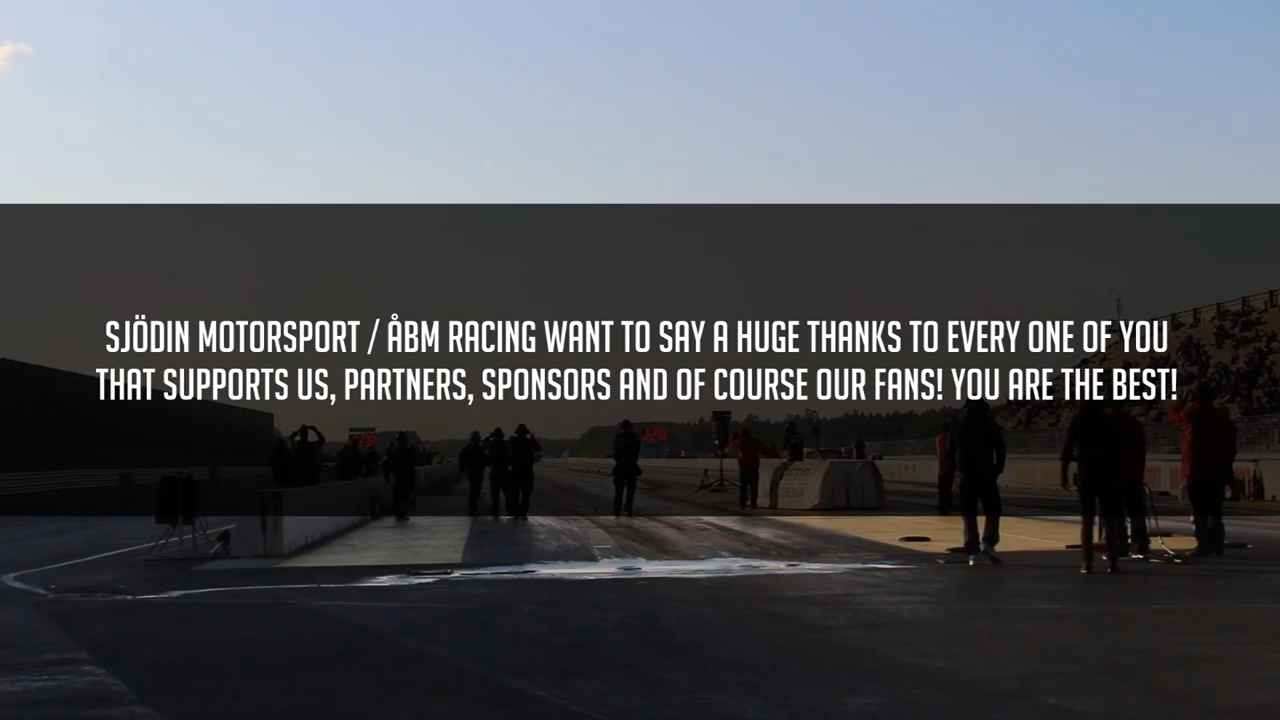 SJÖDIN MOTORSPORT / ÅBM RACING WANT TO SAY A HUGE THANKS TO EVERY ONE OF YOU
THAT SUPPORTS US, PARTNERS, SPONSORS AND OF COURSE OUR FANS! YOU ARE THE BEST!